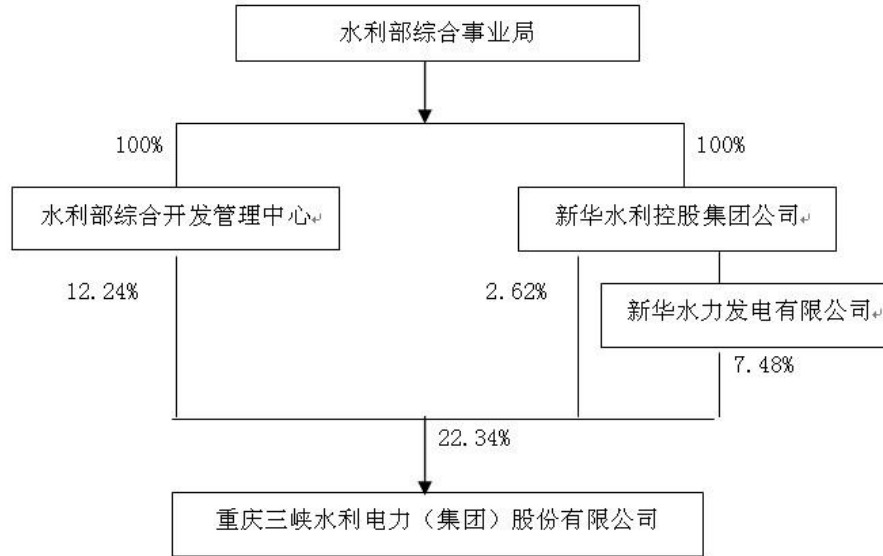 水利部综合事业局
100%
100%
水利部综合开发管理中心
新华水利控股集团公司
12.24%
2.62%
新华水力发电有限公司
7.48%
22.34%
重庆三峡水利电力（集团）股份有限公司